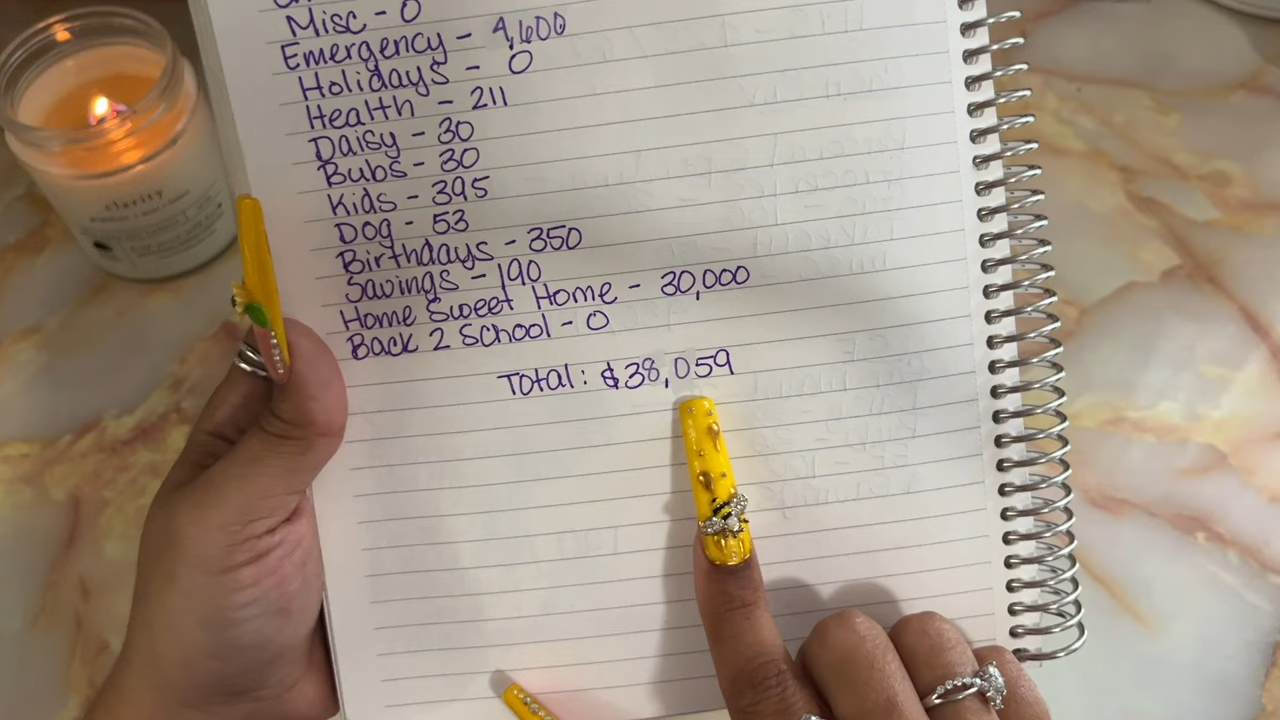 Misc - 0
Emergency - 4,600
Holidays - 0
Health - 211
Daisy - 30
Bubs - 30
Kids - 395
Dog - 53
Birthdays - 350
Savings - 190
Home Sweet Home - 30,000
Back 2 School - 0
Total: $38,059
clarity